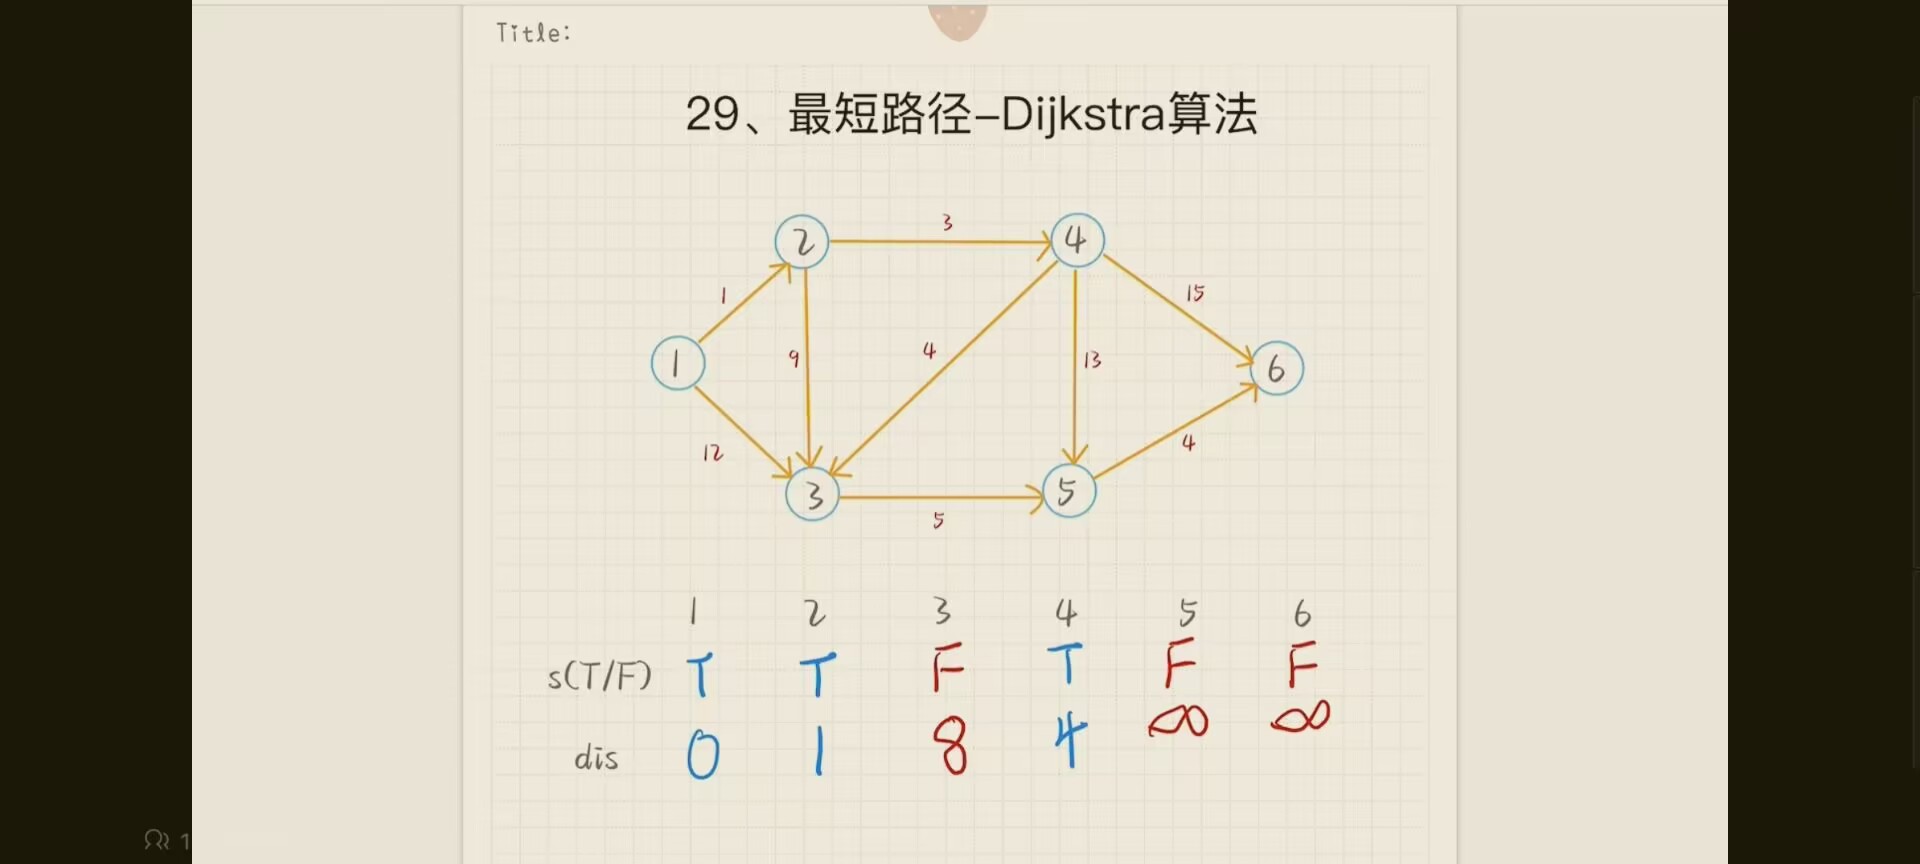 Title:
29、最短路径-Dijkstra算法
2 3 4
1 15
1 9 4 13 6
12 4
3 5 5
1 2 3 4 5 6
s(T/F) T T F T F F
dis 0 1 8 4 ∞ ∞
1